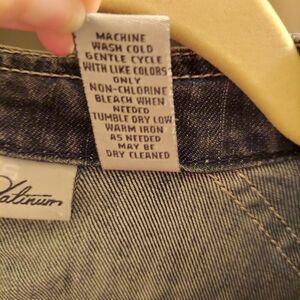 MACHINE
WASH COLD
GENTLE CYCLE
WITH LIKE COLORS
ONLY
NON-CHLORINE
BLEACH WHEN
NEEDED
TUMBLE DRY LOW
WARM IRON
AS NEEDED
MAY BE
DRY CLEANED
Platinum